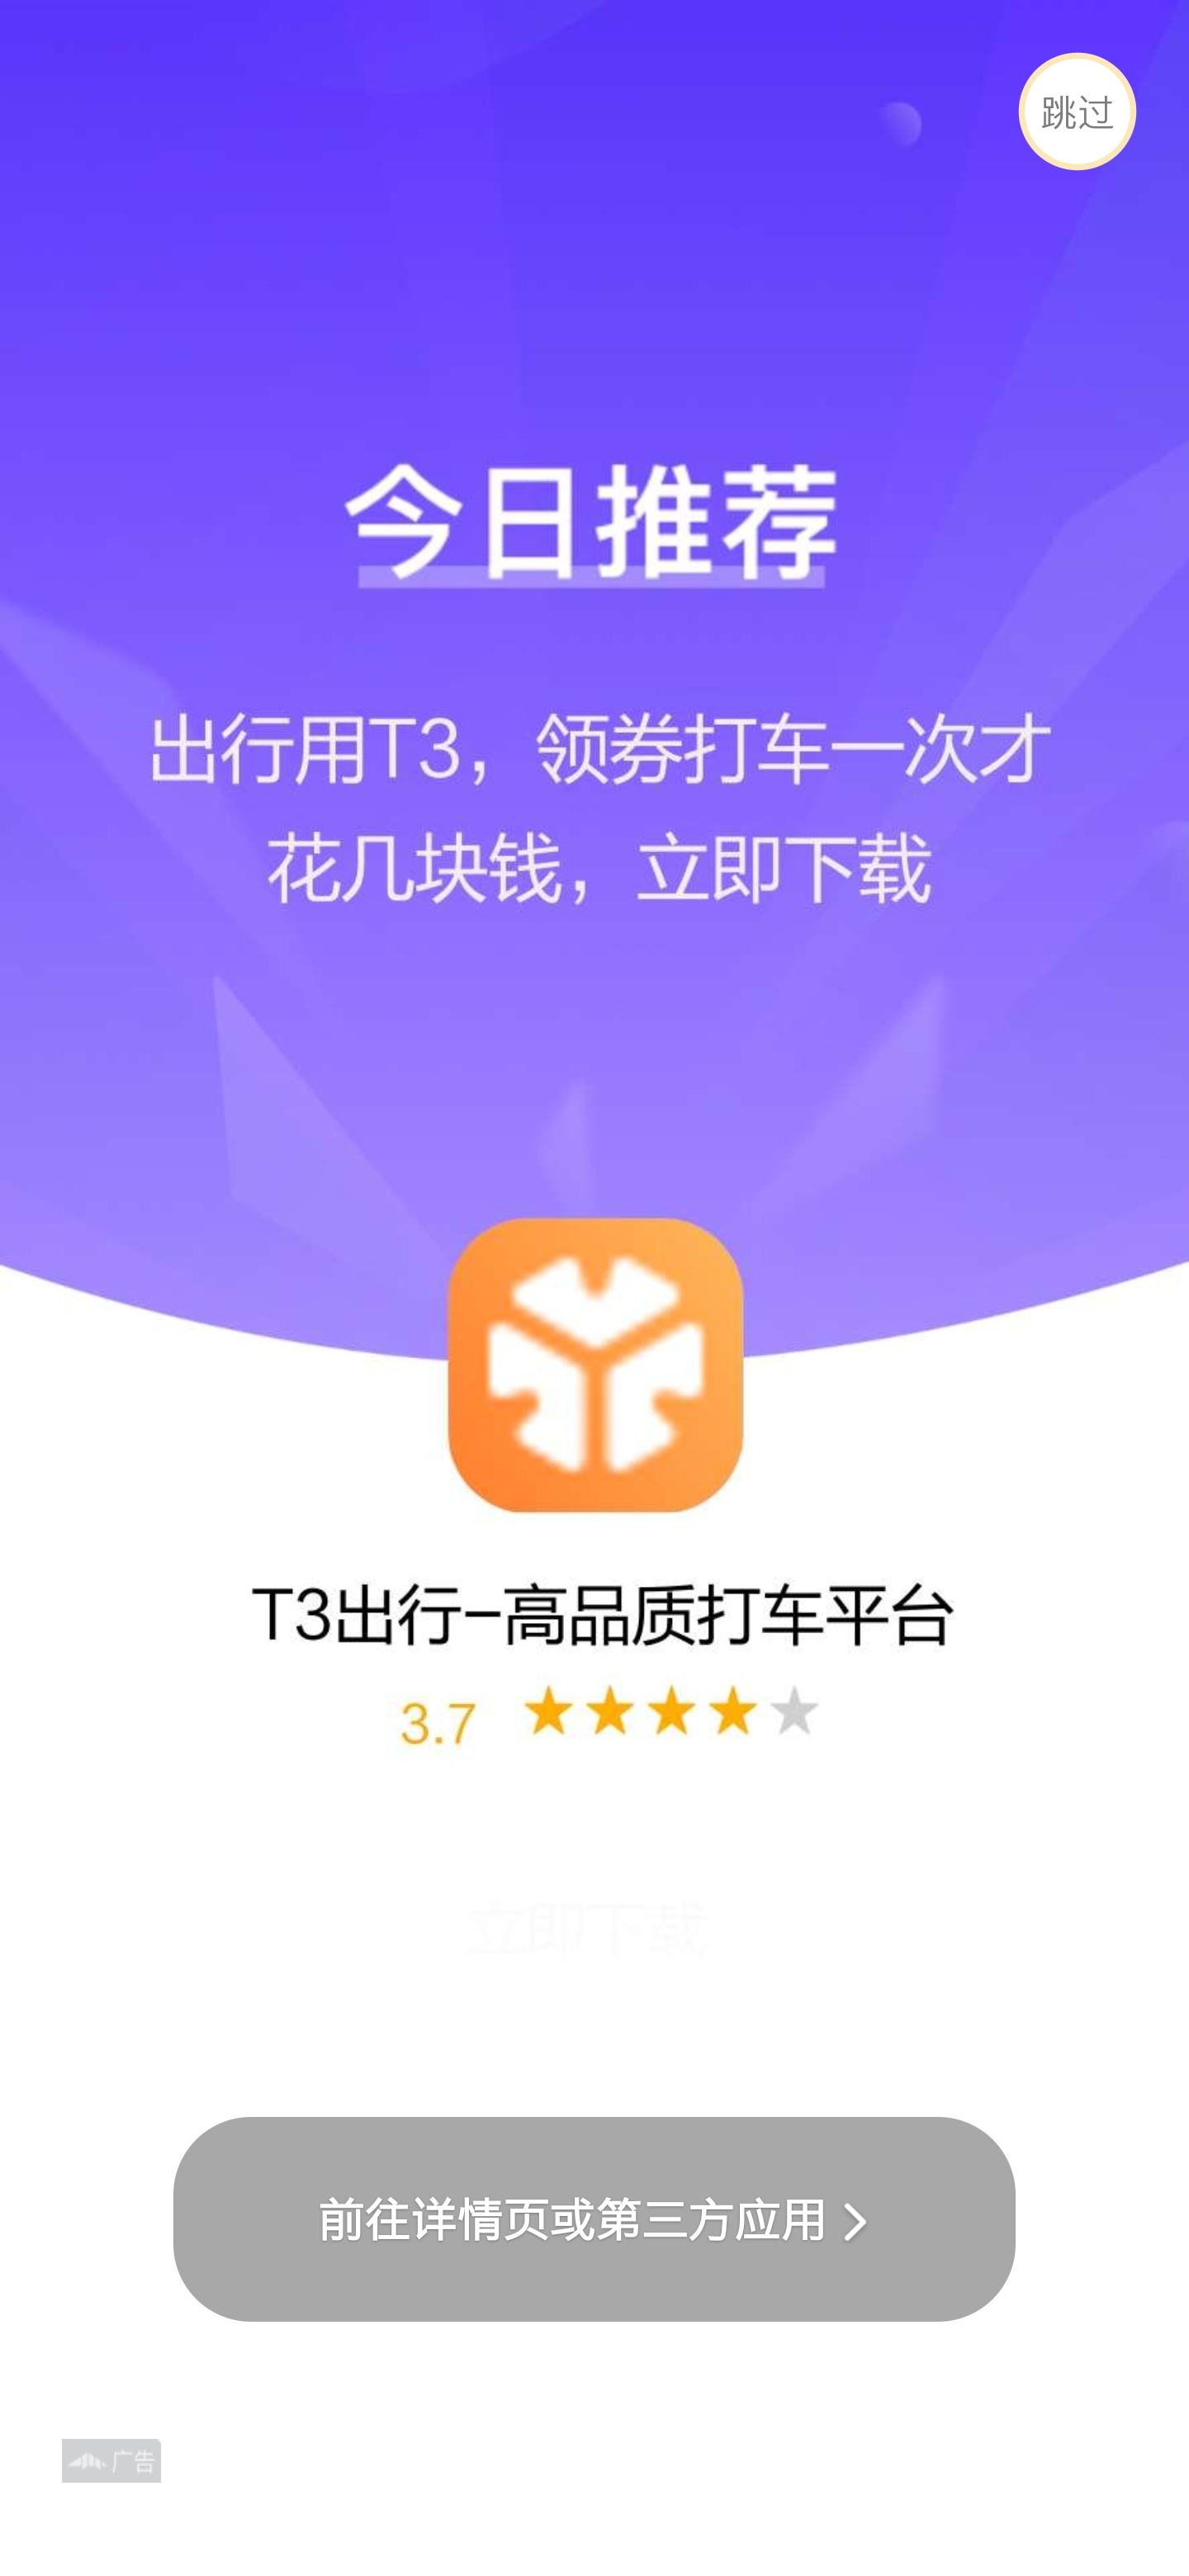 跳过
今日推荐
出行用T3，领券打车一次才
花几块钱，立即下载
T3出行-高品质打车平台
3.7
立即下载
前往详情页或第三方应用
广告